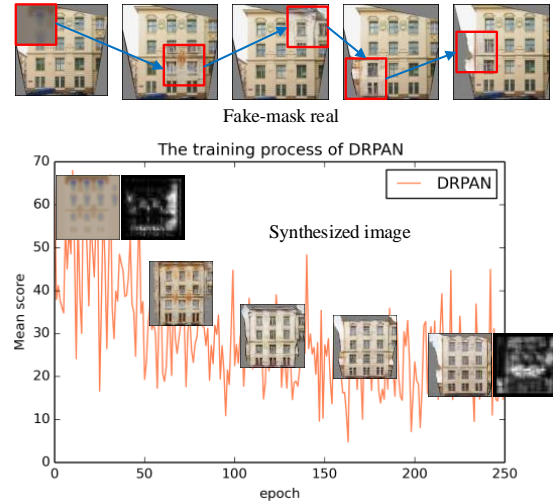 Fake-mask real
The training process of DRPAN
70
60
50
40
30
20
10
0
Mean score
DRPAN
Synthesized image
0
50
100
150
200
250
epoch